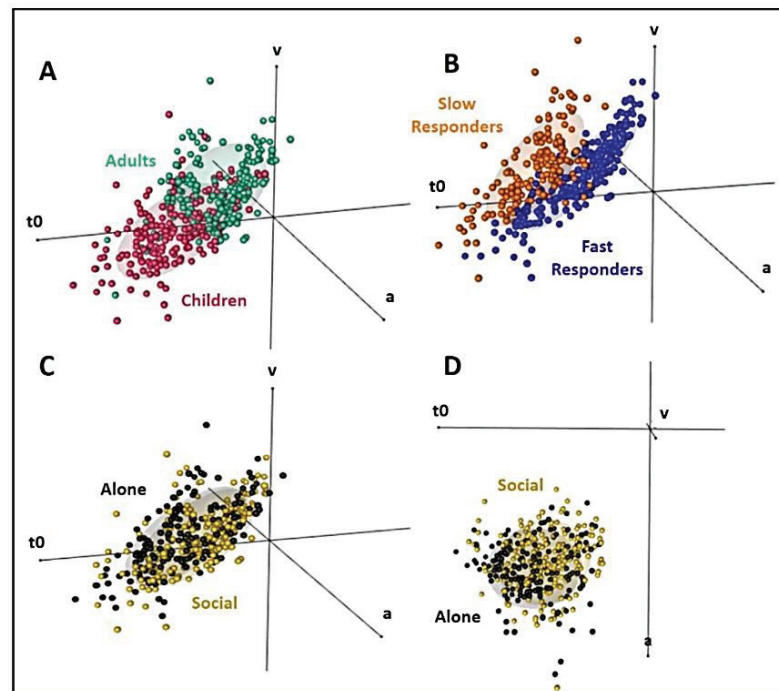 A
v
Adults
t0
Children
a
B
v
Slow
Responders
t0
Fast
Responders
a
C
v
Alone
t0
Social
a
D
t0
v
Social
Alone
a